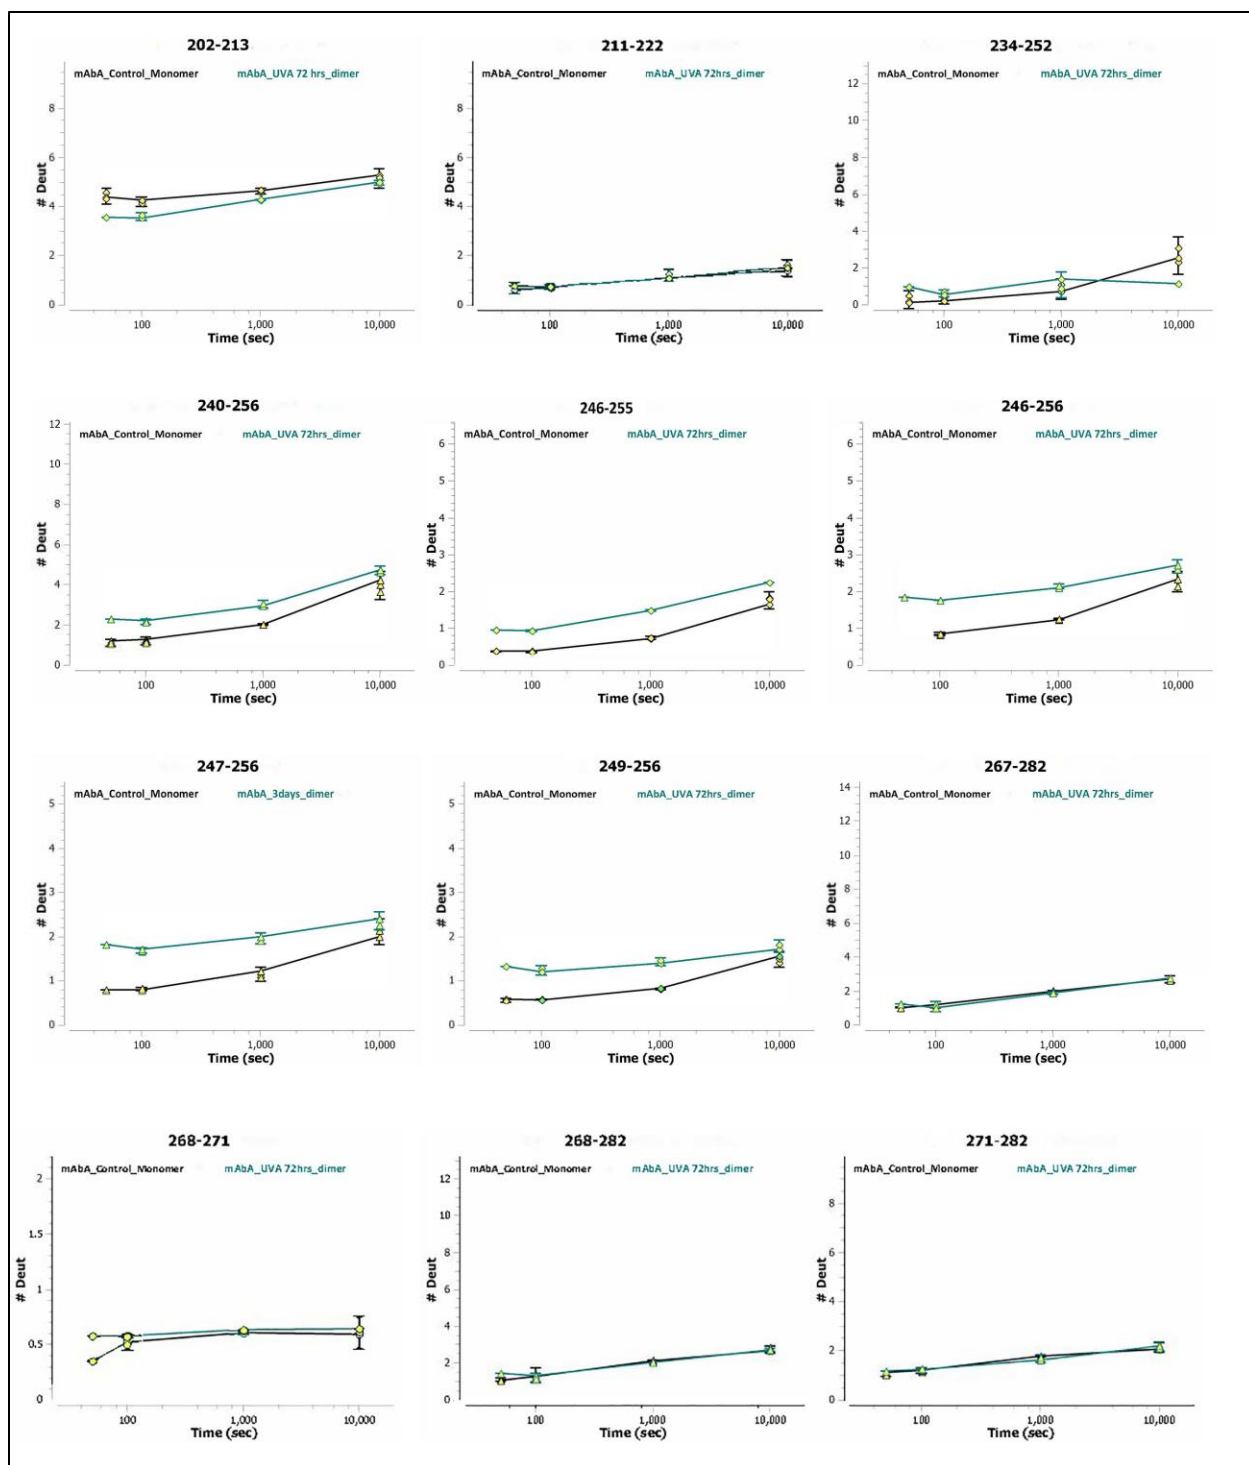 202-213
mAbA_Control_Monomer mAbA_UVA 72 hrs_dimer
# Deut
8
6
4
2
0
100 1,000 10,000
Time (sec)
211-222
mAbA_Control_Monomer mAbA_UVA 72hrs_dimer
# Deut
8
6
4
2
0
100 1,000 10,000
Time (sec)
234-252
mAbA_Control_Monomer mAbA_UVA 72hrs_dimer
# Deut
12
10
8
6
4
2
0
100 1,000 10,000
Time (sec)
240-256
mAbA_Control_Monomer mAbA_UVA 72hrs_dimer
# Deut
12
10
8
6
4
2
0
100 1,000 10,000
Time (sec)
246-255
mAbA_Control_Monomer mAbA_UVA 72hrs_dimer
# Deut
6
5
4
3
2
1
0
100 1,000 10,000
Time (sec)
246-256
mAbA_Control_Monomer mAbA_UVA 72hrs _dimer
# Deut
6
5
4
3
2
1
0
100 1,000 10,000
Time (sec)
247-256
mAbA_Control_Monomer mAbA_3days_dimer
# Deut
5
4
3
2
1
0
100 1,000 10,000
Time (sec)
249-256
mAbA_Control_Monomer mAbA_UVA 72hrs_dimer
# Deut
5
4
3
2
1
0
100 1,000 10,000
Time (sec)
267-282
mAbA_Control_Monomer mAbA_UVA 72hrs_dimer
# Deut
14
12
10
8
6
4
2
0
100 1,000 10,000
Time (sec)
268-271
mAbA_Control_Monomer mAbA_UVA 72hrs_dimer
# Deut
2
1.5
1
0.5
0
100 1,000 10,000
Time (sec)
268-282
mAbA_Control_Monomer mAbA_UVA 72hrs_dimer
# Deut
12
10
8
6
4
2
0
100 1,000 10,000
Time (sec)
271-282
mAbA_Control_Monomer mAbA_UVA 72hrs_dimer
# Deut
8
6
4
2
0
100 1,000 10,000
Time (sec)